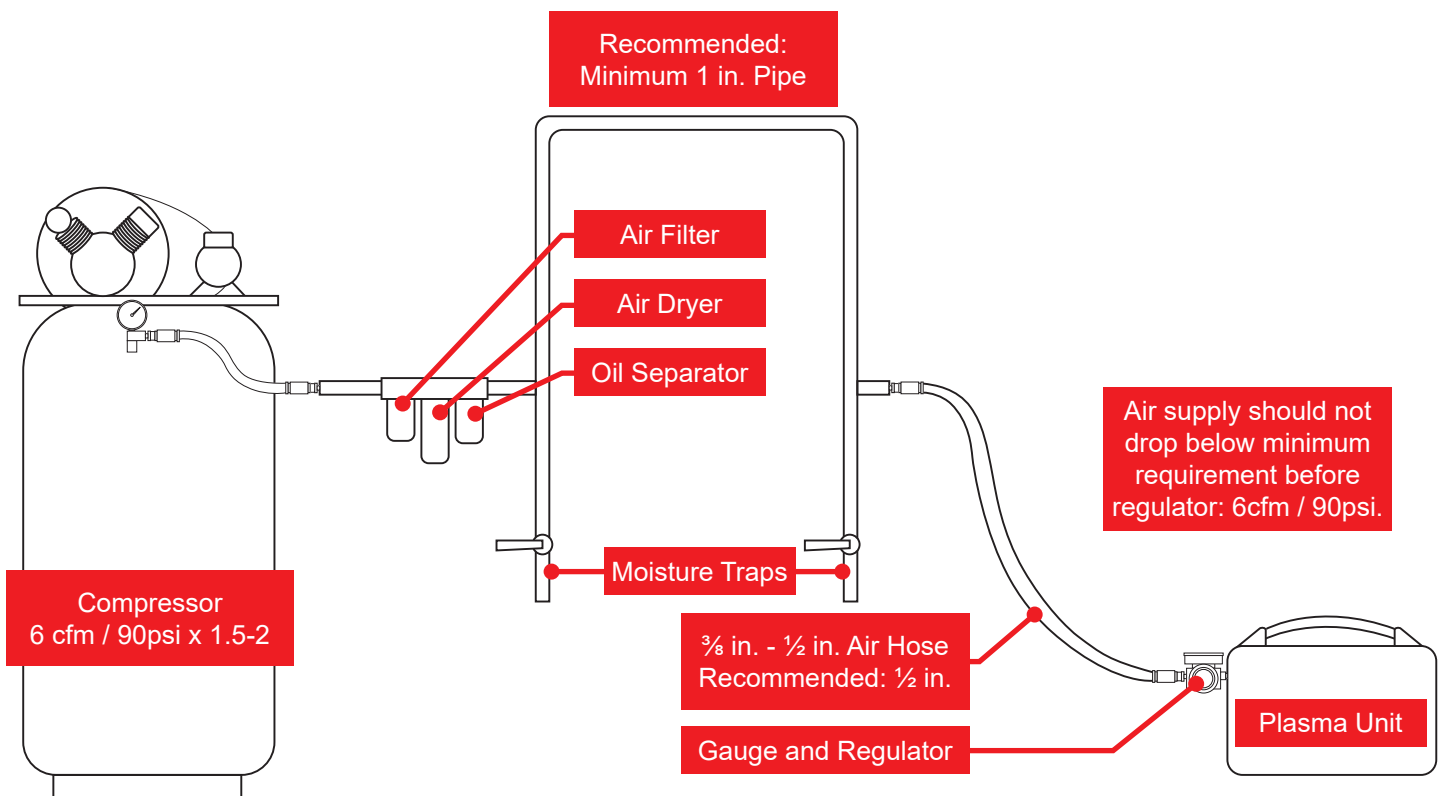 Recommended:
Minimum 1 in. Pipe
Air Filter
Air Dryer
Oil Separator
Air supply should not
drop below minimum
requirement before
regulator: 6cfm / 90psi.
Moisture Traps
Compressor
6 cfm / 90psi x 1.5-2
⅜ in. - ½ in. Air Hose
Recommended: ½ in.
Plasma Unit
Gauge and Regulator